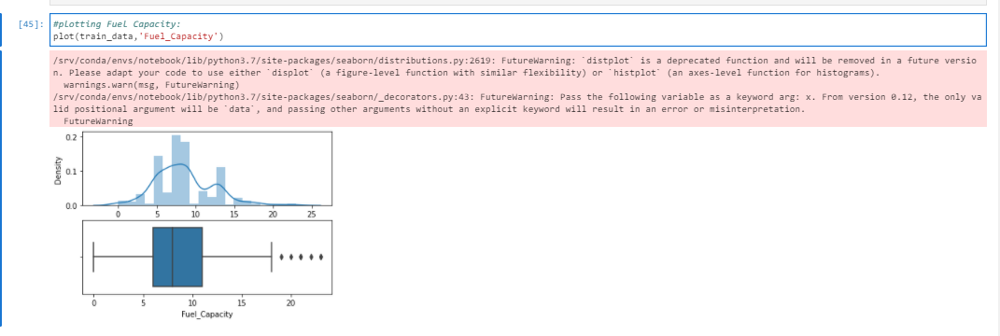 [45]: #plotting Fuel Capacity:
plot(train_data,'Fuel_Capacity')
/srv/conda/envs/notebook/lib/python3.7/site-packages/seaborn/distributions.py:2619: FutureWarning: `distplot` is a deprecated function and will be removed in a future versio
n. Please adapt your code to use either `displot` (a figure-level function with similar flexibility) or `histplot` (an axes-level function for histograms).
warnings.warn(msg, FutureWarning)
/srv/conda/envs/notebook/lib/python3.7/site-packages/seaborn/_decorators.py:43: FutureWarning: Pass the following variable as a keyword arg: x. From version 0.12, the only va
lid positional argument will be `data`, and passing other arguments without an explicit keyword will result in an error or misinterpretation.
FutureWarning
0.2
Density
0.1
0.0
0 5 10 15 20 25
0 5 10 15 20
Fuel_Capacity